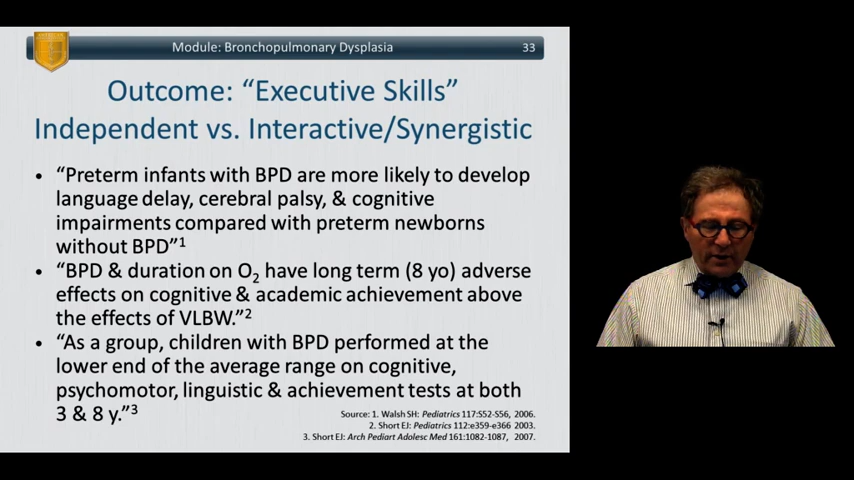 Module: Bronchopulmonary Dysplasia 33
Outcome: “Executive Skills”
Independent vs. Interactive/Synergistic
• “Preterm infants with BPD are more likely to develop
language delay, cerebral palsy, & cognitive
impairments compared with preterm newborns
without BPD”1
• “BPD & duration on O2 have long term (8 yo) adverse
effects on cognitive & academic achievement above
the effects of VLBW.”2
• “As a group, children with BPD performed at the
lower end of the average range on cognitive,
psychomotor, linguistic & achievement tests at both
3 & 8 y.”3
Source: 1. Walsh SH: Pediatrics 117:S52-S56, 2006.
2. Short EJ: Pediatrics 112:e359-e366 2003.
3. Short EJ: Arch Pediart Adolesc Med 161:1082-1087, 2007.